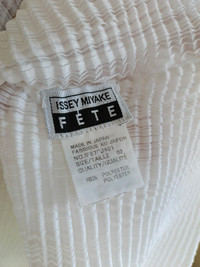 ISSEY MIYAKE
FÊTE
MADE IN JAPAN
FABRIQUE AU JAPON
SIZE/TAILLE
QUALITY/QUALITE
100% POLYESTER
POLYESTER